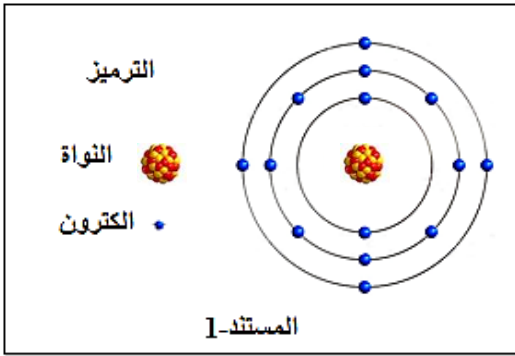 الترميز
النواة
الكترون
المستند-1